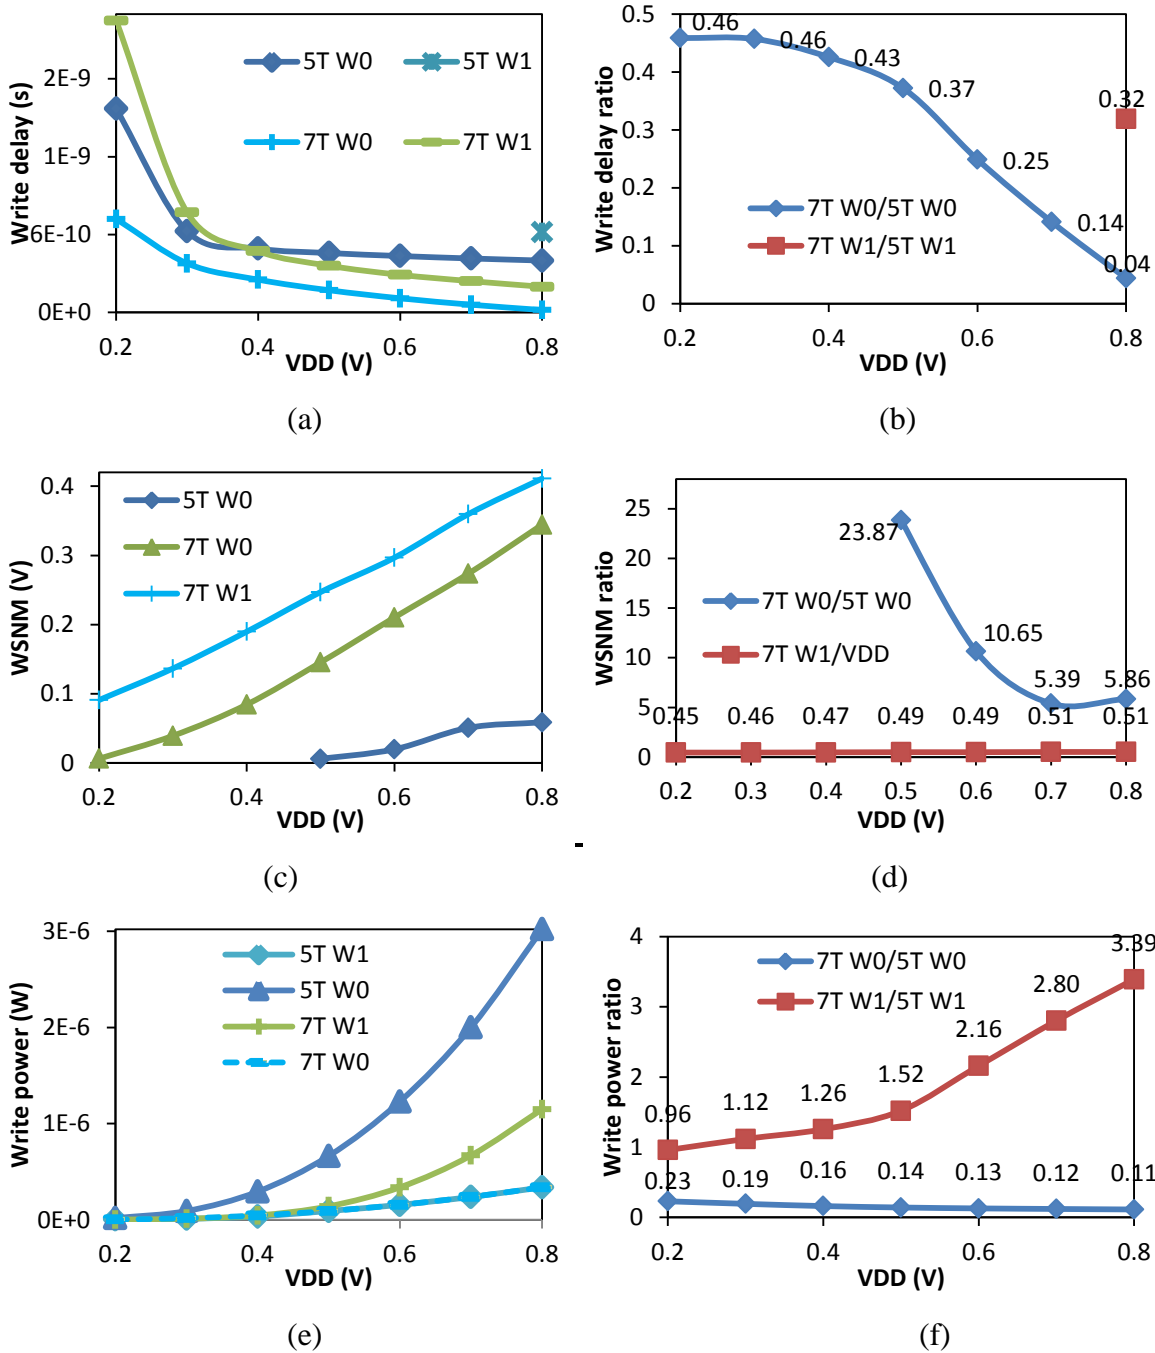 Write delay (s)
2E-9
1E-9
6E-10
0E+0
5T W0
5T W1
7T W0
7T W1
0.2
0.4
0.6
0.8
VDD (V)
(a)
Write delay ratio
0.5
0.4
0.3
0.2
0.1
0
0.46
0.46
0.43
0.37
0.25
0.14
0.04
0.32
7T W0/5T W0
7T W1/5T W1
0.2
0.4
0.6
0.8
VDD (V)
(b)
WSNM (V)
0.4
0.3
0.2
0.1
0
5T W0
7T W0
7T W1
0.2
0.4
0.6
0.8
VDD (V)
(c)
WSNM ratio
25
20
15
10
5
0
23.87
10.65
5.39
5.86
7T W0/5T W0
7T W1/VDD
0.45
0.46
0.47
0.49
0.49
0.51
0.51
0.2
0.3
0.4
0.5
0.6
0.7
0.8
VDD (V)
-
(d)
Write power (W)
3E-6
2E-6
1E-6
0E+0
5T W1
5T W0
7T W1
7T W0
0.2
0.4
0.6
0.8
VDD (V)
(e)
Write power ratio
4
3
2
1
0
7T W0/5T W0
7T W1/5T W1
0.96
1.12
1.26
1.52
2.16
2.80
3.39
0.23
0.19
0.16
0.14
0.13
0.12
0.11
0.2
0.4
0.6
0.8
VDD (V)
(f)